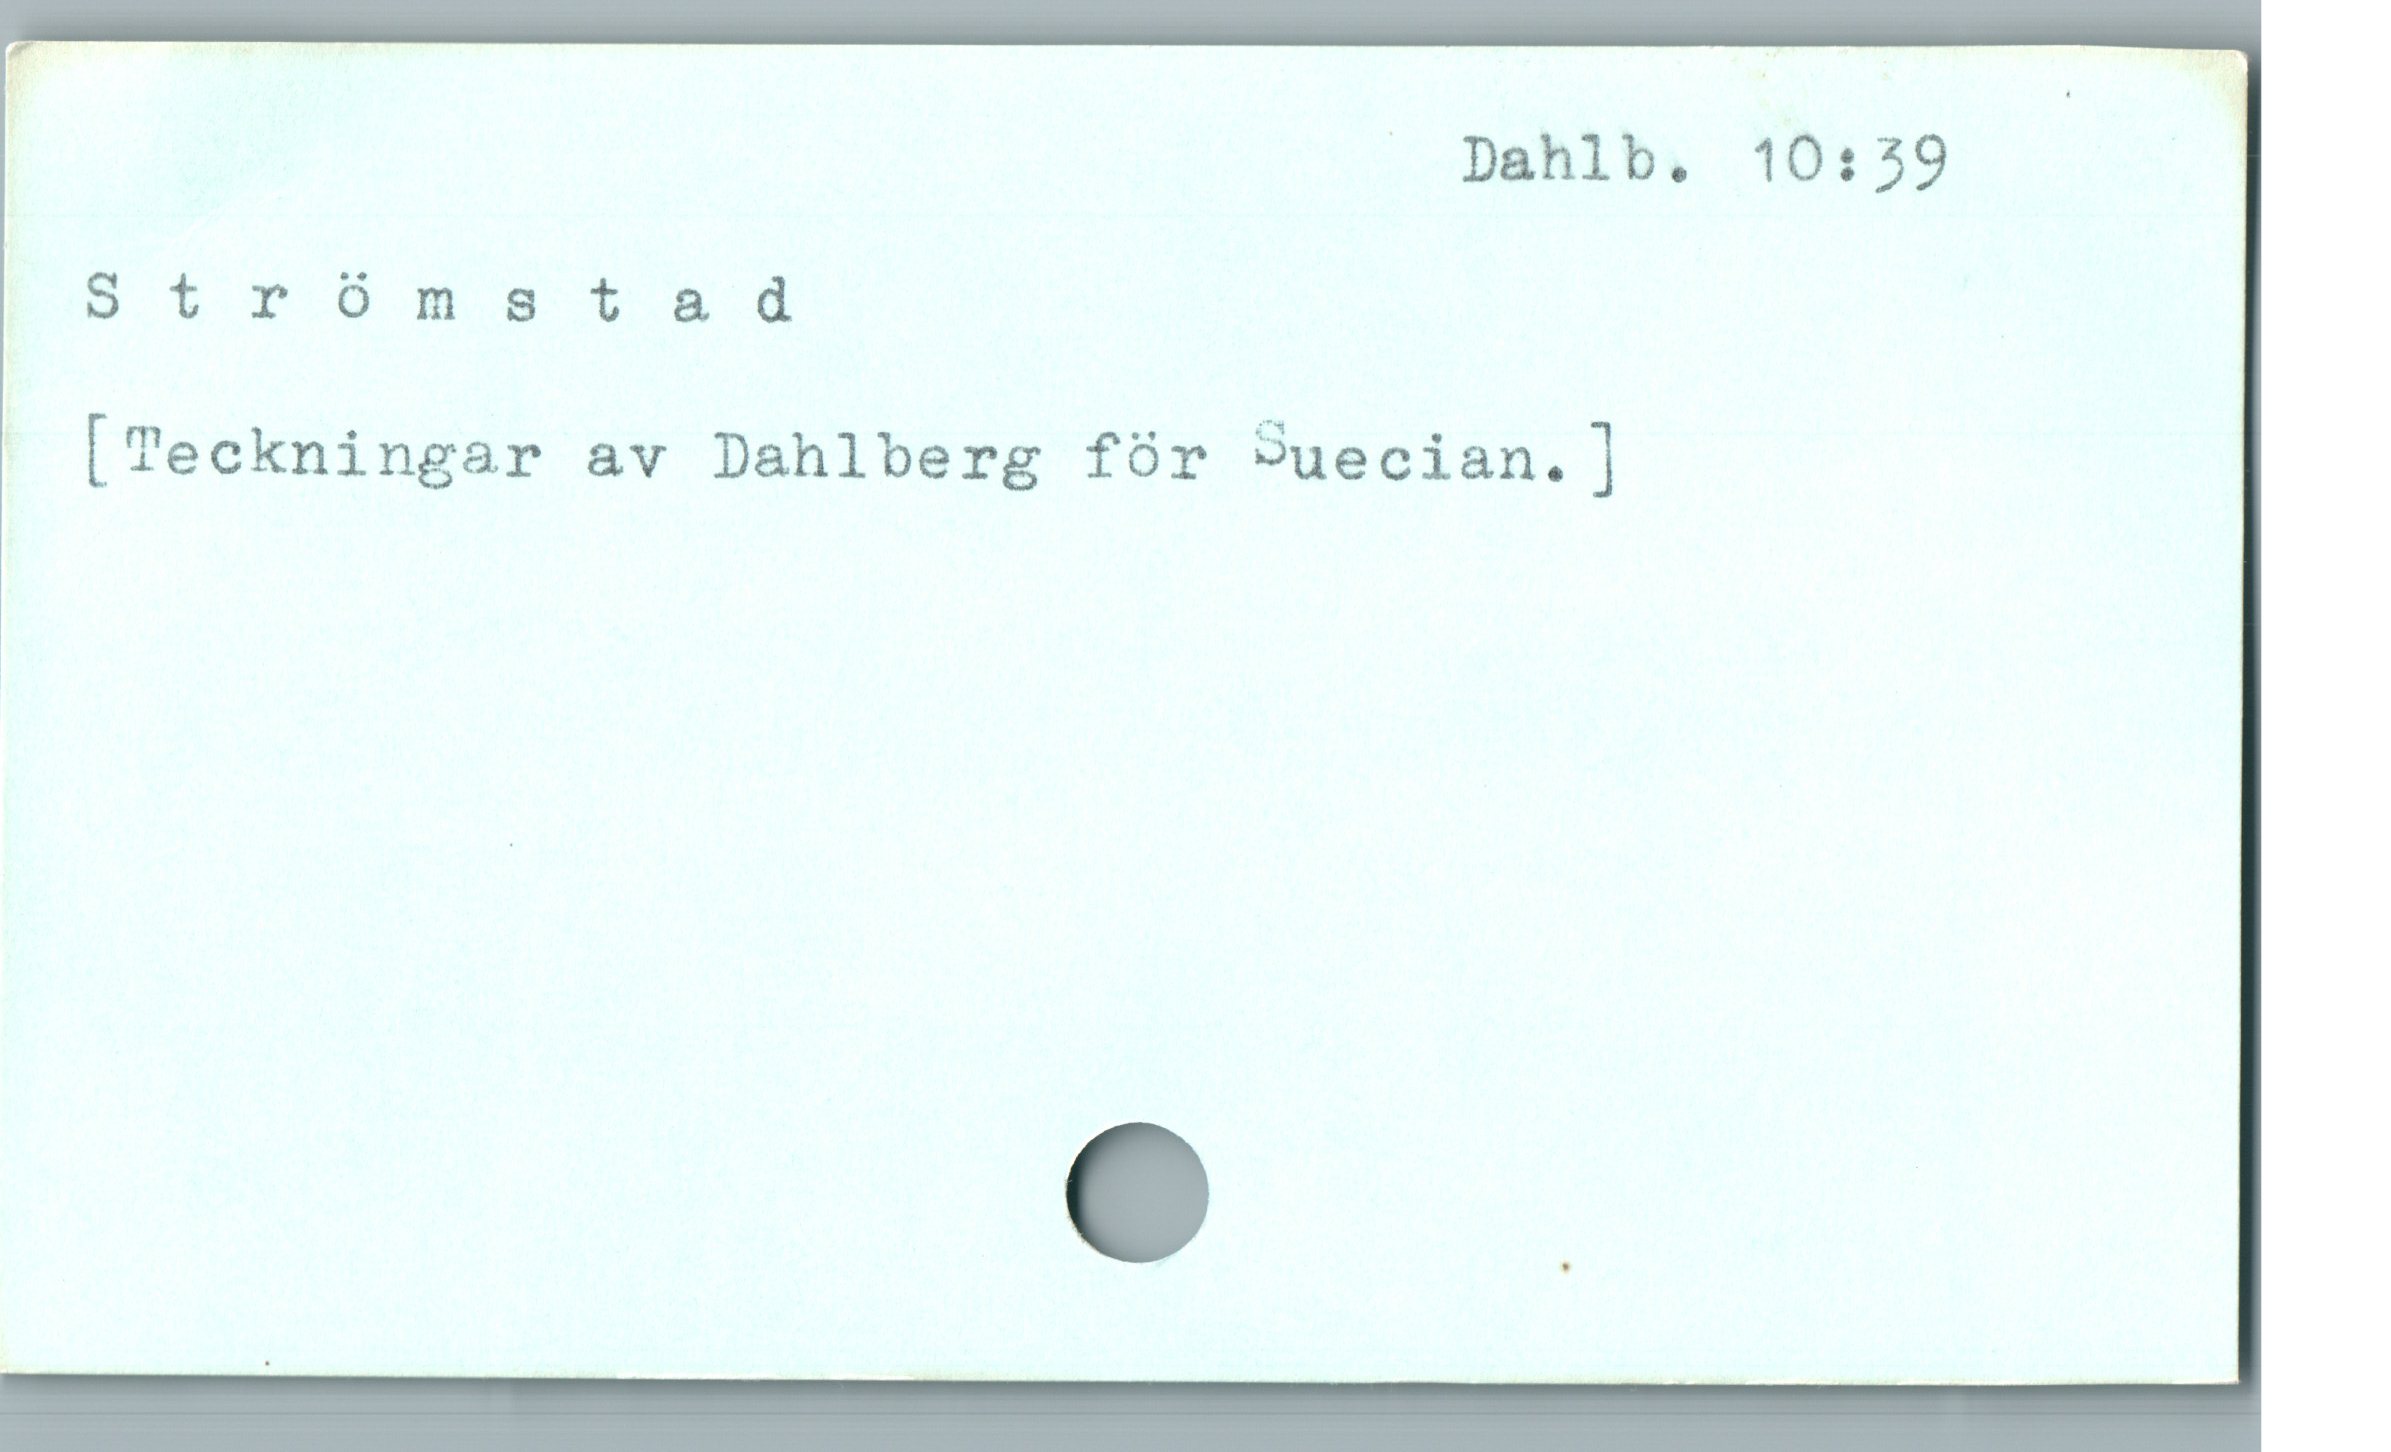 Dahlb. 10:39
S t r ö m s t a d
[Teckningar av Dahlberg för Suecian.]